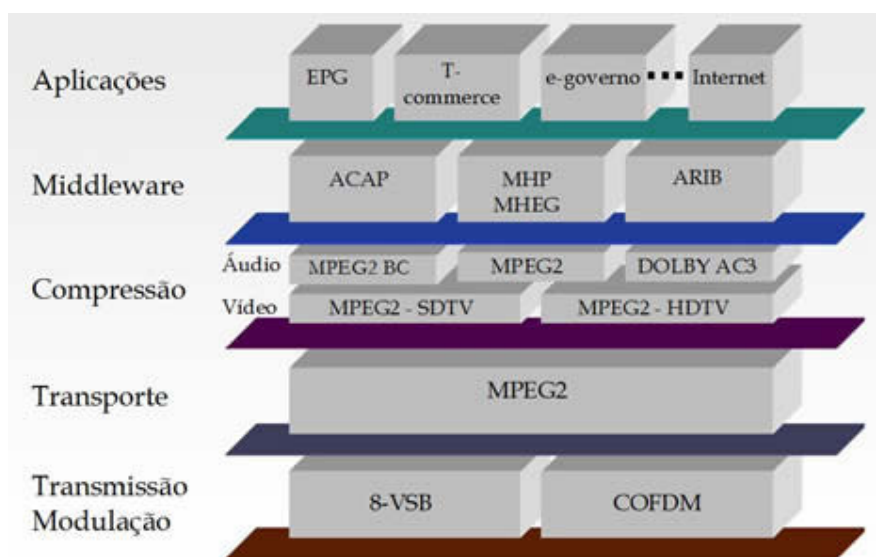 Aplicações
EPG
T-
commerce
e-governo
Internet
Middleware
ACAP
MHP
MHEG
ARIB
Compressão
Áudio
MPEG2 BC
MPEG2
DOLBY AC3
Vídeo
MPEG2 - SDTV
MPEG2 - HDTV
Transporte
MPEG2
Transmissão
Modulação
8-VSB
COFDM